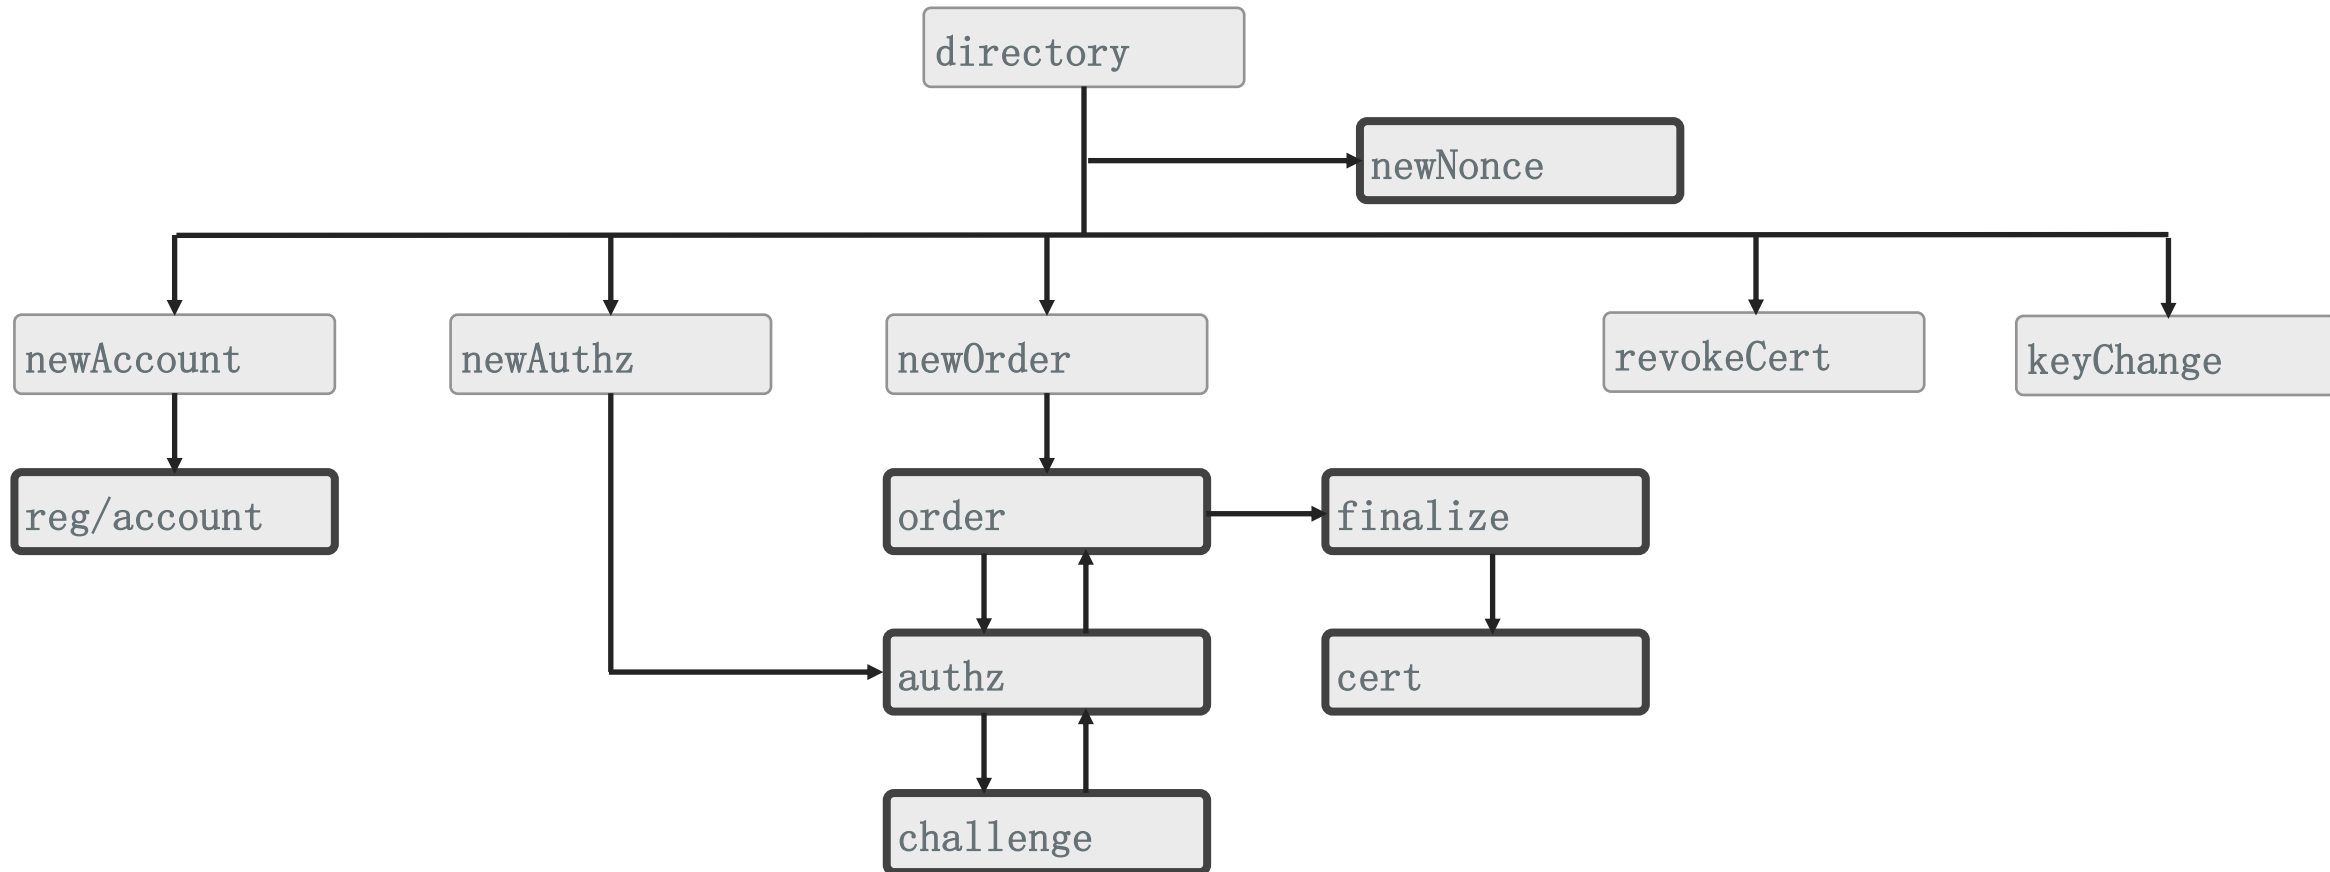 directory
newNonce
newAccount
newAuthz
newOrder
revokeCert
keyChange
reg/account
order
finalize
authz
cert
challenge